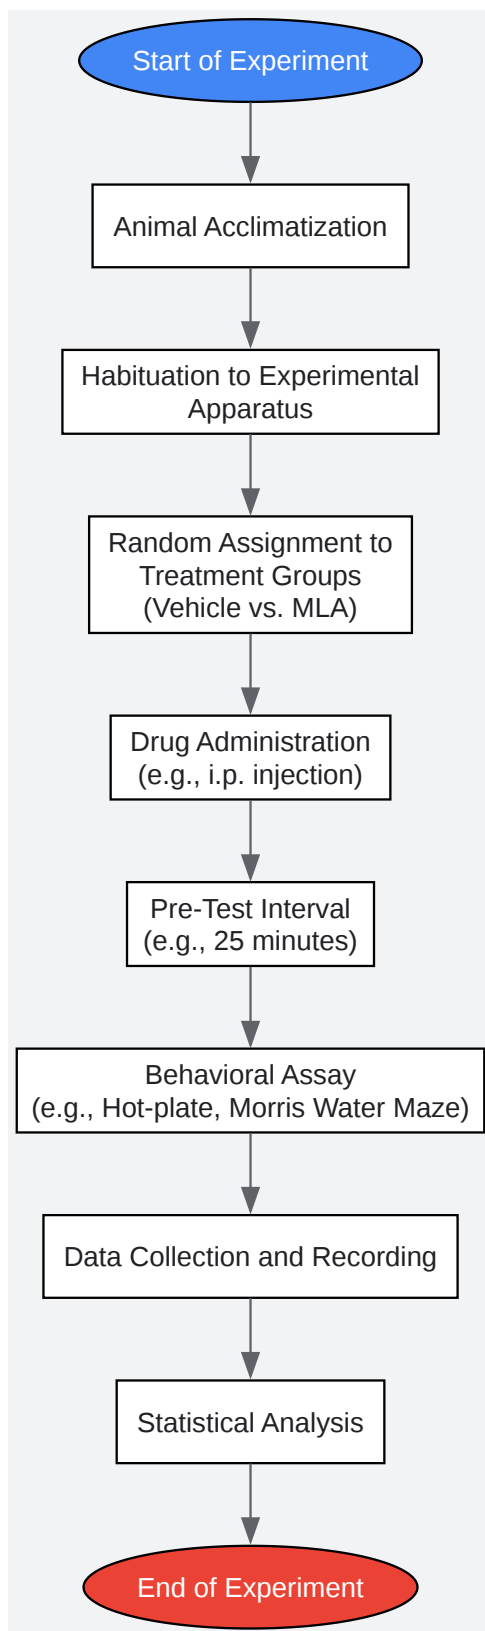 Start of Experiment
Animal Acclimatization
Habituation to Experimental
Apparatus
Random Assignment to
Treatment Groups
(Vehicle vs. MLA)
Drug Administration
(e.g., i.p. injection)
Pre-Test Interval
(e.g., 25 minutes)
Behavioral Assay
(e.g., Hot-plate, Morris Water Maze)
Data Collection and Recording
Statistical Analysis
End of Experiment